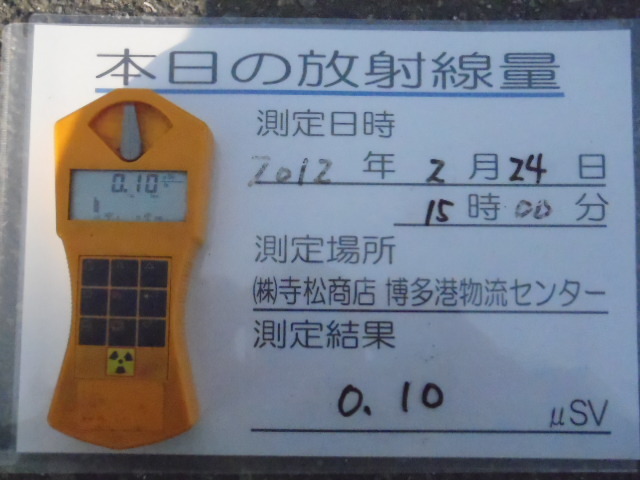 本日の放射線量
0.10
測定日時
2012 年 2 月 24 日
15 時 00 分
測定場所
㈱寺松商店 博多港物流センター
測定結果
0.10 μSV